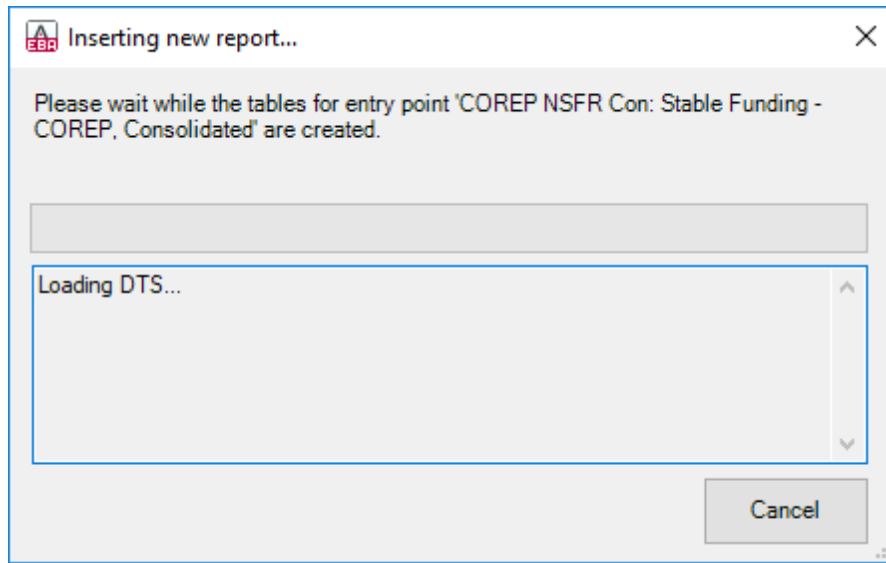 A
EBA
Inserting new report...
Please wait while the tables for entry point 'COREP NSFR Con: Stable Funding -
COREP, Consolidated' are created.
Loading DTS...
Cancel